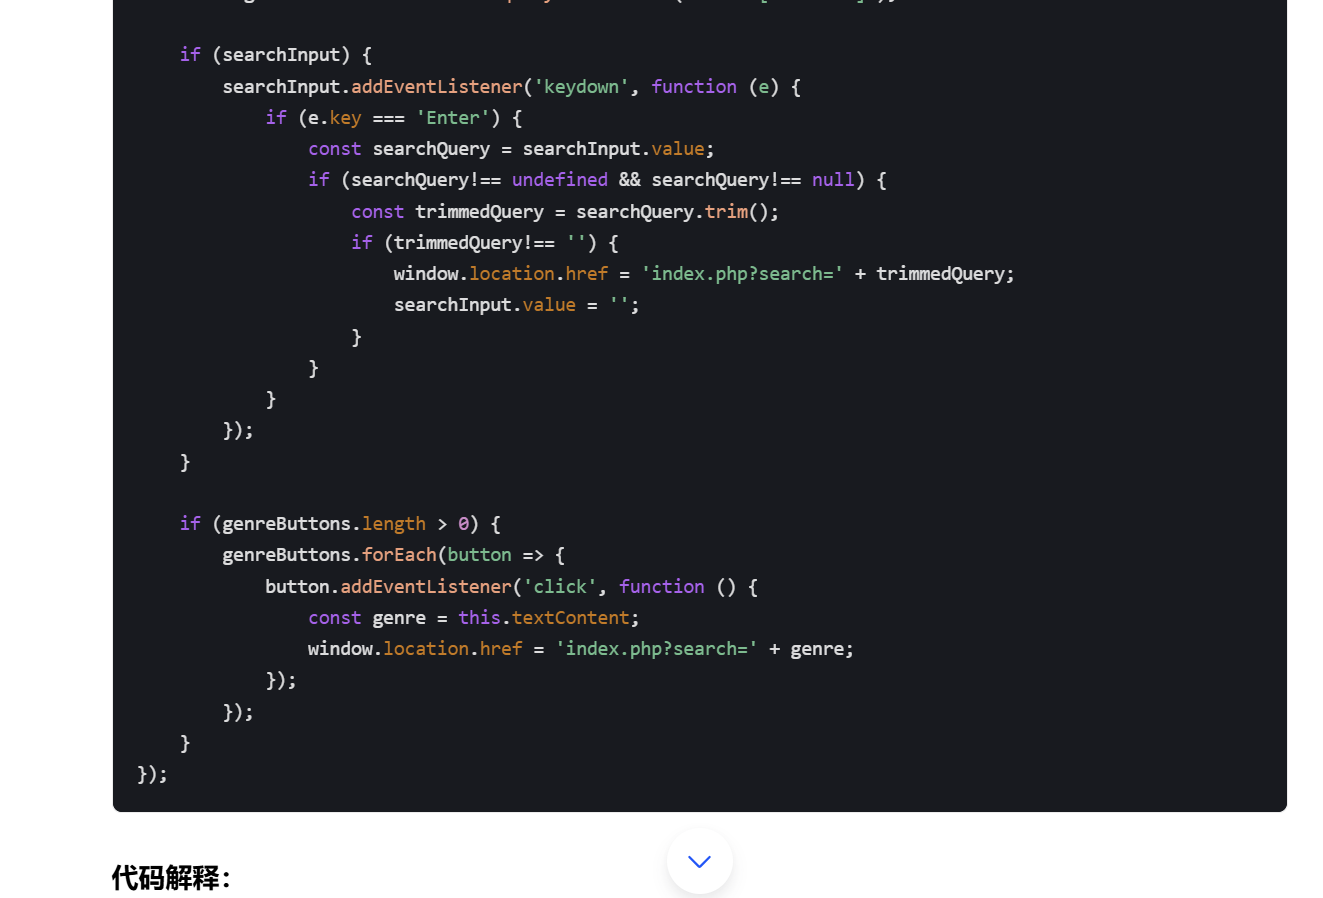 if (searchInput) {
searchInput.addEventListener('keydown', function (e) {
if (e.key === 'Enter') {
const searchQuery = searchInput.value;
if (searchQuery!== undefined && searchQuery!== null) {
const trimmedQuery = searchQuery.trim();
if (trimmedQuery!== '') {
window.location.href = 'index.php?search=' + trimmedQuery;
searchInput.value = '';
}
}
}
});
}
if (genreButtons.length > 0) {
genreButtons.forEach(button => {
button.addEventListener('click', function () {
const genre = this.textContent;
window.location.href = 'index.php?search=' + genre;
});
});
}
});
代码解释：